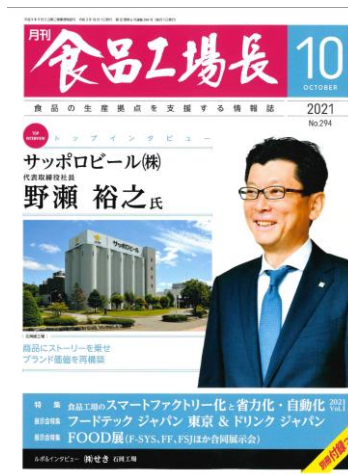 月刊
食品工場長
10
OCTOBER
食品の生産拠点を支援する情報誌
2021
No.294
TOP INTERVIEW
トップインタビュー
サッポロビール㈱
代表取締役社長
野瀬 裕之氏
サッポロビール
商品にストーリーを乗せ
ブランド価値を再構築
特集 食品工場のスマートファクトリー化と省力化・自動化 2021 Vol.1
展示会特集 フードテック ジャパン 東京 & ドリンク ジャパン
展示会特集 FOOD展(F-SYS、FF、FSJほか合同展示会)
ルポ&インタビュー ㈱せき 石岡工場